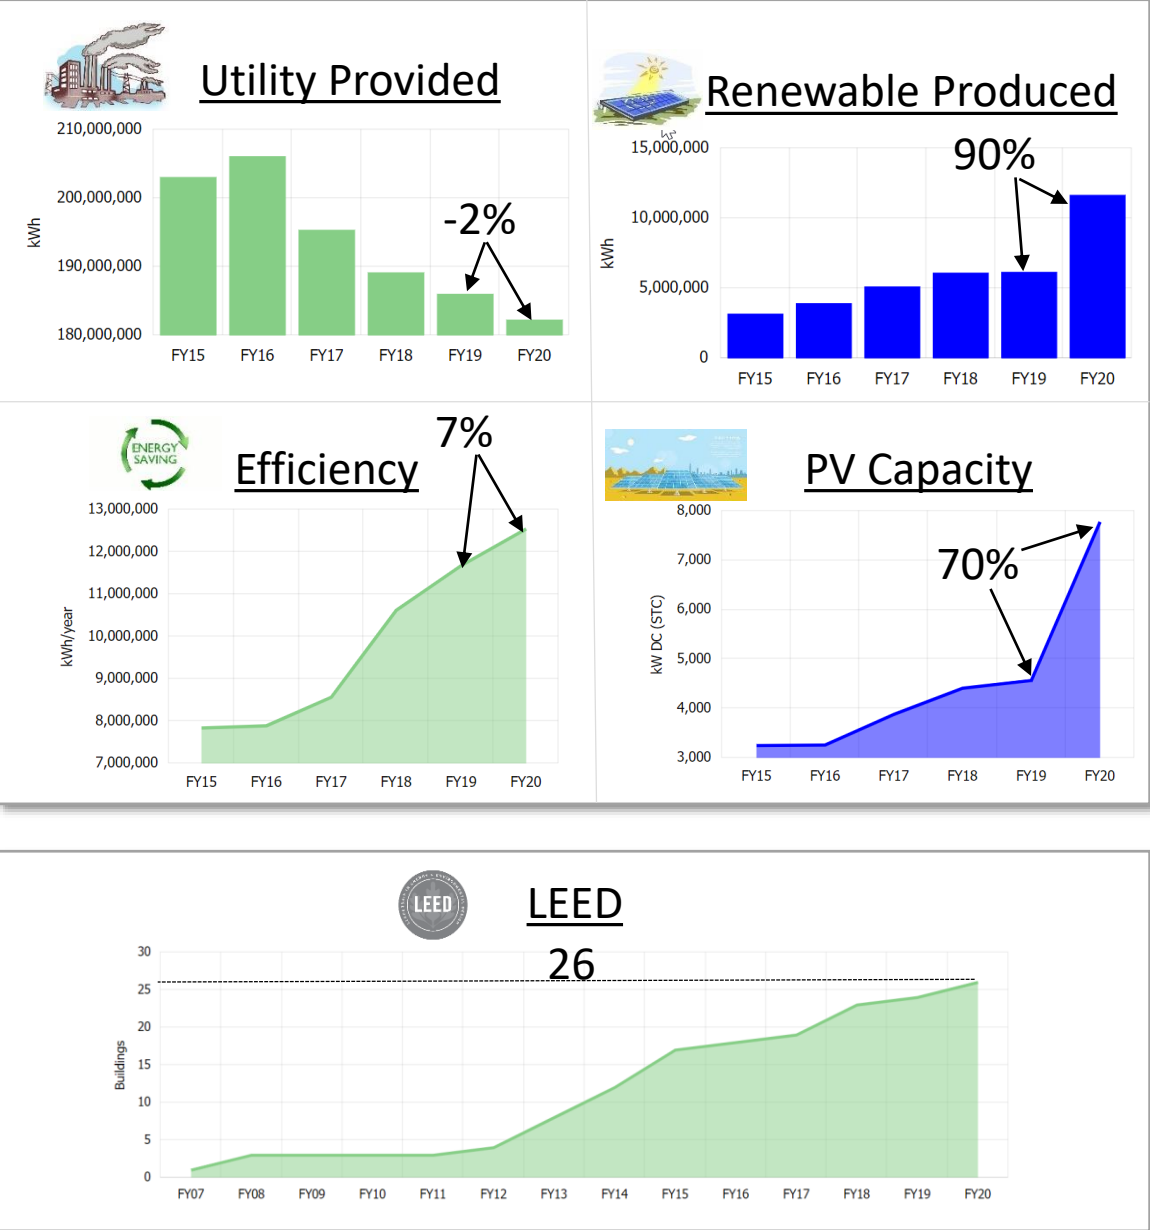 Utility Provided
210,000,000
200,000,000
190,000,000
180,000,000
kWh
-2%
FY15 FY16 FY17 FY18 FY19 FY20
Renewable Produced
15,000,000
10,000,000
5,000,000
0
kWh
90%
FY15 FY16 FY17 FY18 FY19 FY20
ENERGY
SAVING
Efficiency
7%
13,000,000
12,000,000
11,000,000
10,000,000
9,000,000
8,000,000
7,000,000
kWh/year
FY15 FY16 FY17 FY18 FY19 FY20
PV Capacity
8,000
7,000
6,000
5,000
4,000
3,000
kW DC (STC)
70%
FY15 FY16 FY17 FY18 FY19 FY20
LEED
LEED
26
30
25
20
15
10
5
0
Buildings
FY07 FY08 FY09 FY10 FY11 FY12 FY13 FY14 FY15 FY16 FY17 FY18 FY19 FY20